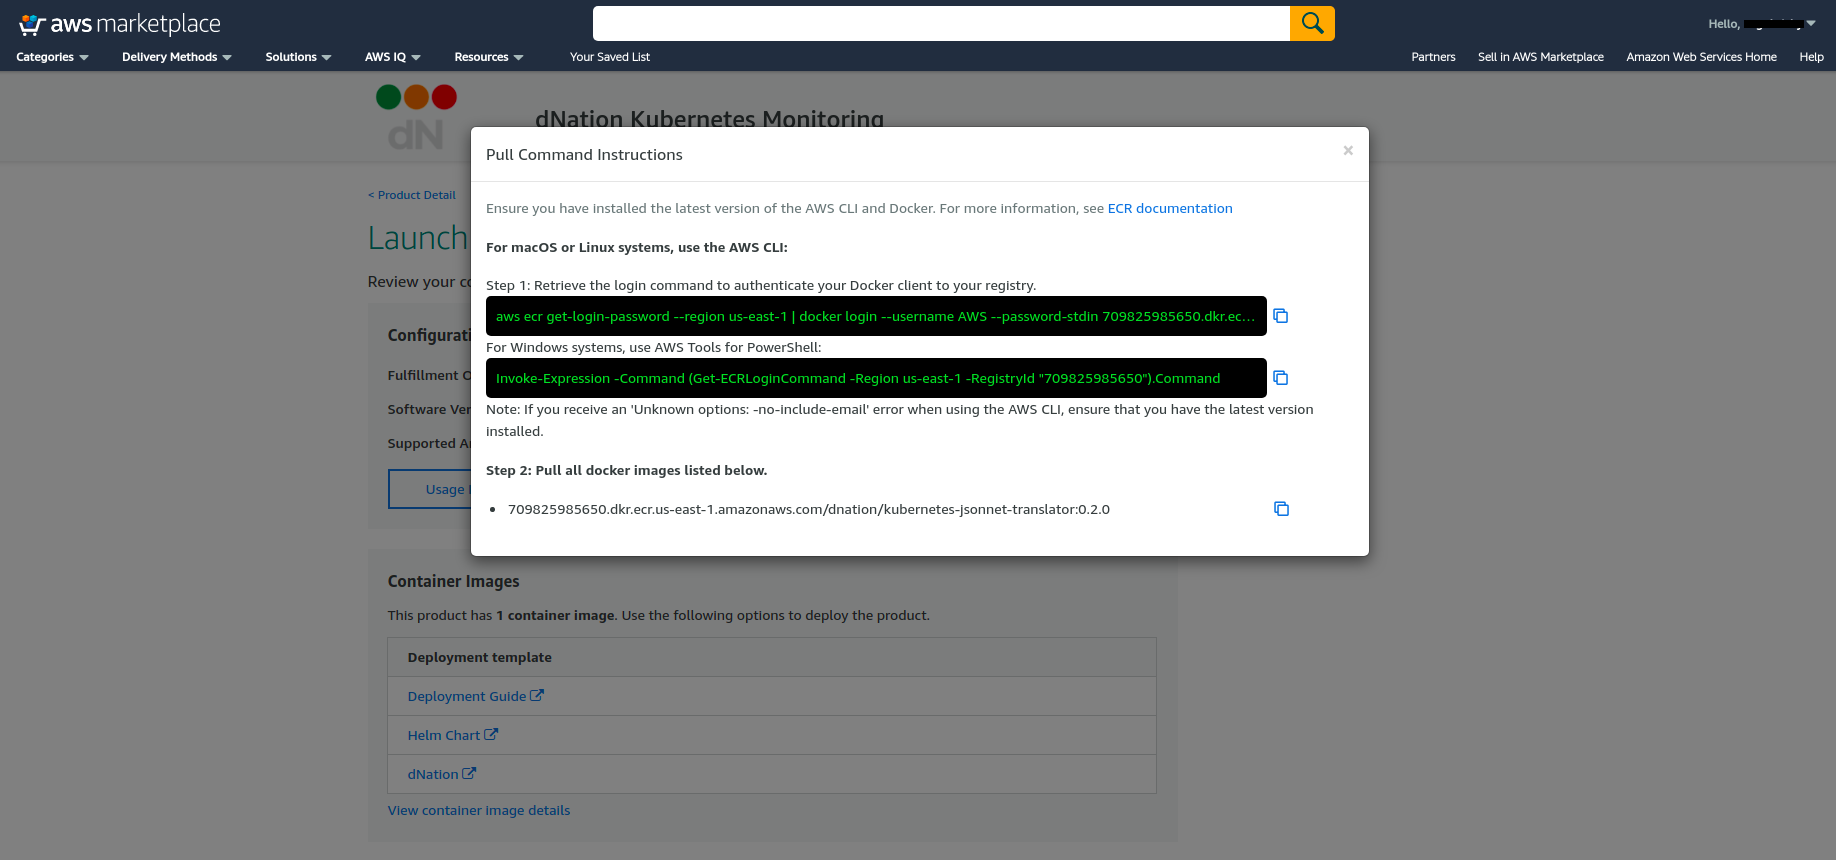 aws marketplace
Hello,
Categories
Delivery Methods
Solutions
AWS IQ
Resources
Your Saved List
Partners
Sell in AWS Marketplace
Amazon Web Services Home
Help
dN
dNation Kubernetes Monitoring
Pull Command Instructions
×
< Product Detail
Ensure you have installed the latest version of the AWS CLI and Docker. For more information, see ECR documentation
Launch
For macOS or Linux systems, use the AWS CLI:
Review your co
Step 1: Retrieve the login command to authenticate your Docker client to your registry.
aws ecr get-login-password --region us-east-1 | docker login --username AWS --password-stdin 709825985650.dkr.ec...
Configurati
For Windows systems, use AWS Tools for PowerShell:
Fulfillment O
Invoke-Expression -Command (Get-ECRLoginCommand -Region us-east-1 -RegistryId "709825985650").Command
Software Ver
Note: If you receive an 'Unknown options: -no-include-email' error when using the AWS CLI, ensure that you have the latest version
installed.
Supported A
Step 2: Pull all docker images listed below.
Usage
• 709825985650.dkr.ecr.us-east-1.amazonaws.com/dnation/kubernetes-jsonnet-translator:0.2.0
Container Images
This product has 1 container image. Use the following options to deploy the product.
Deployment template
Deployment Guide
Helm Chart
dNation
View container image details